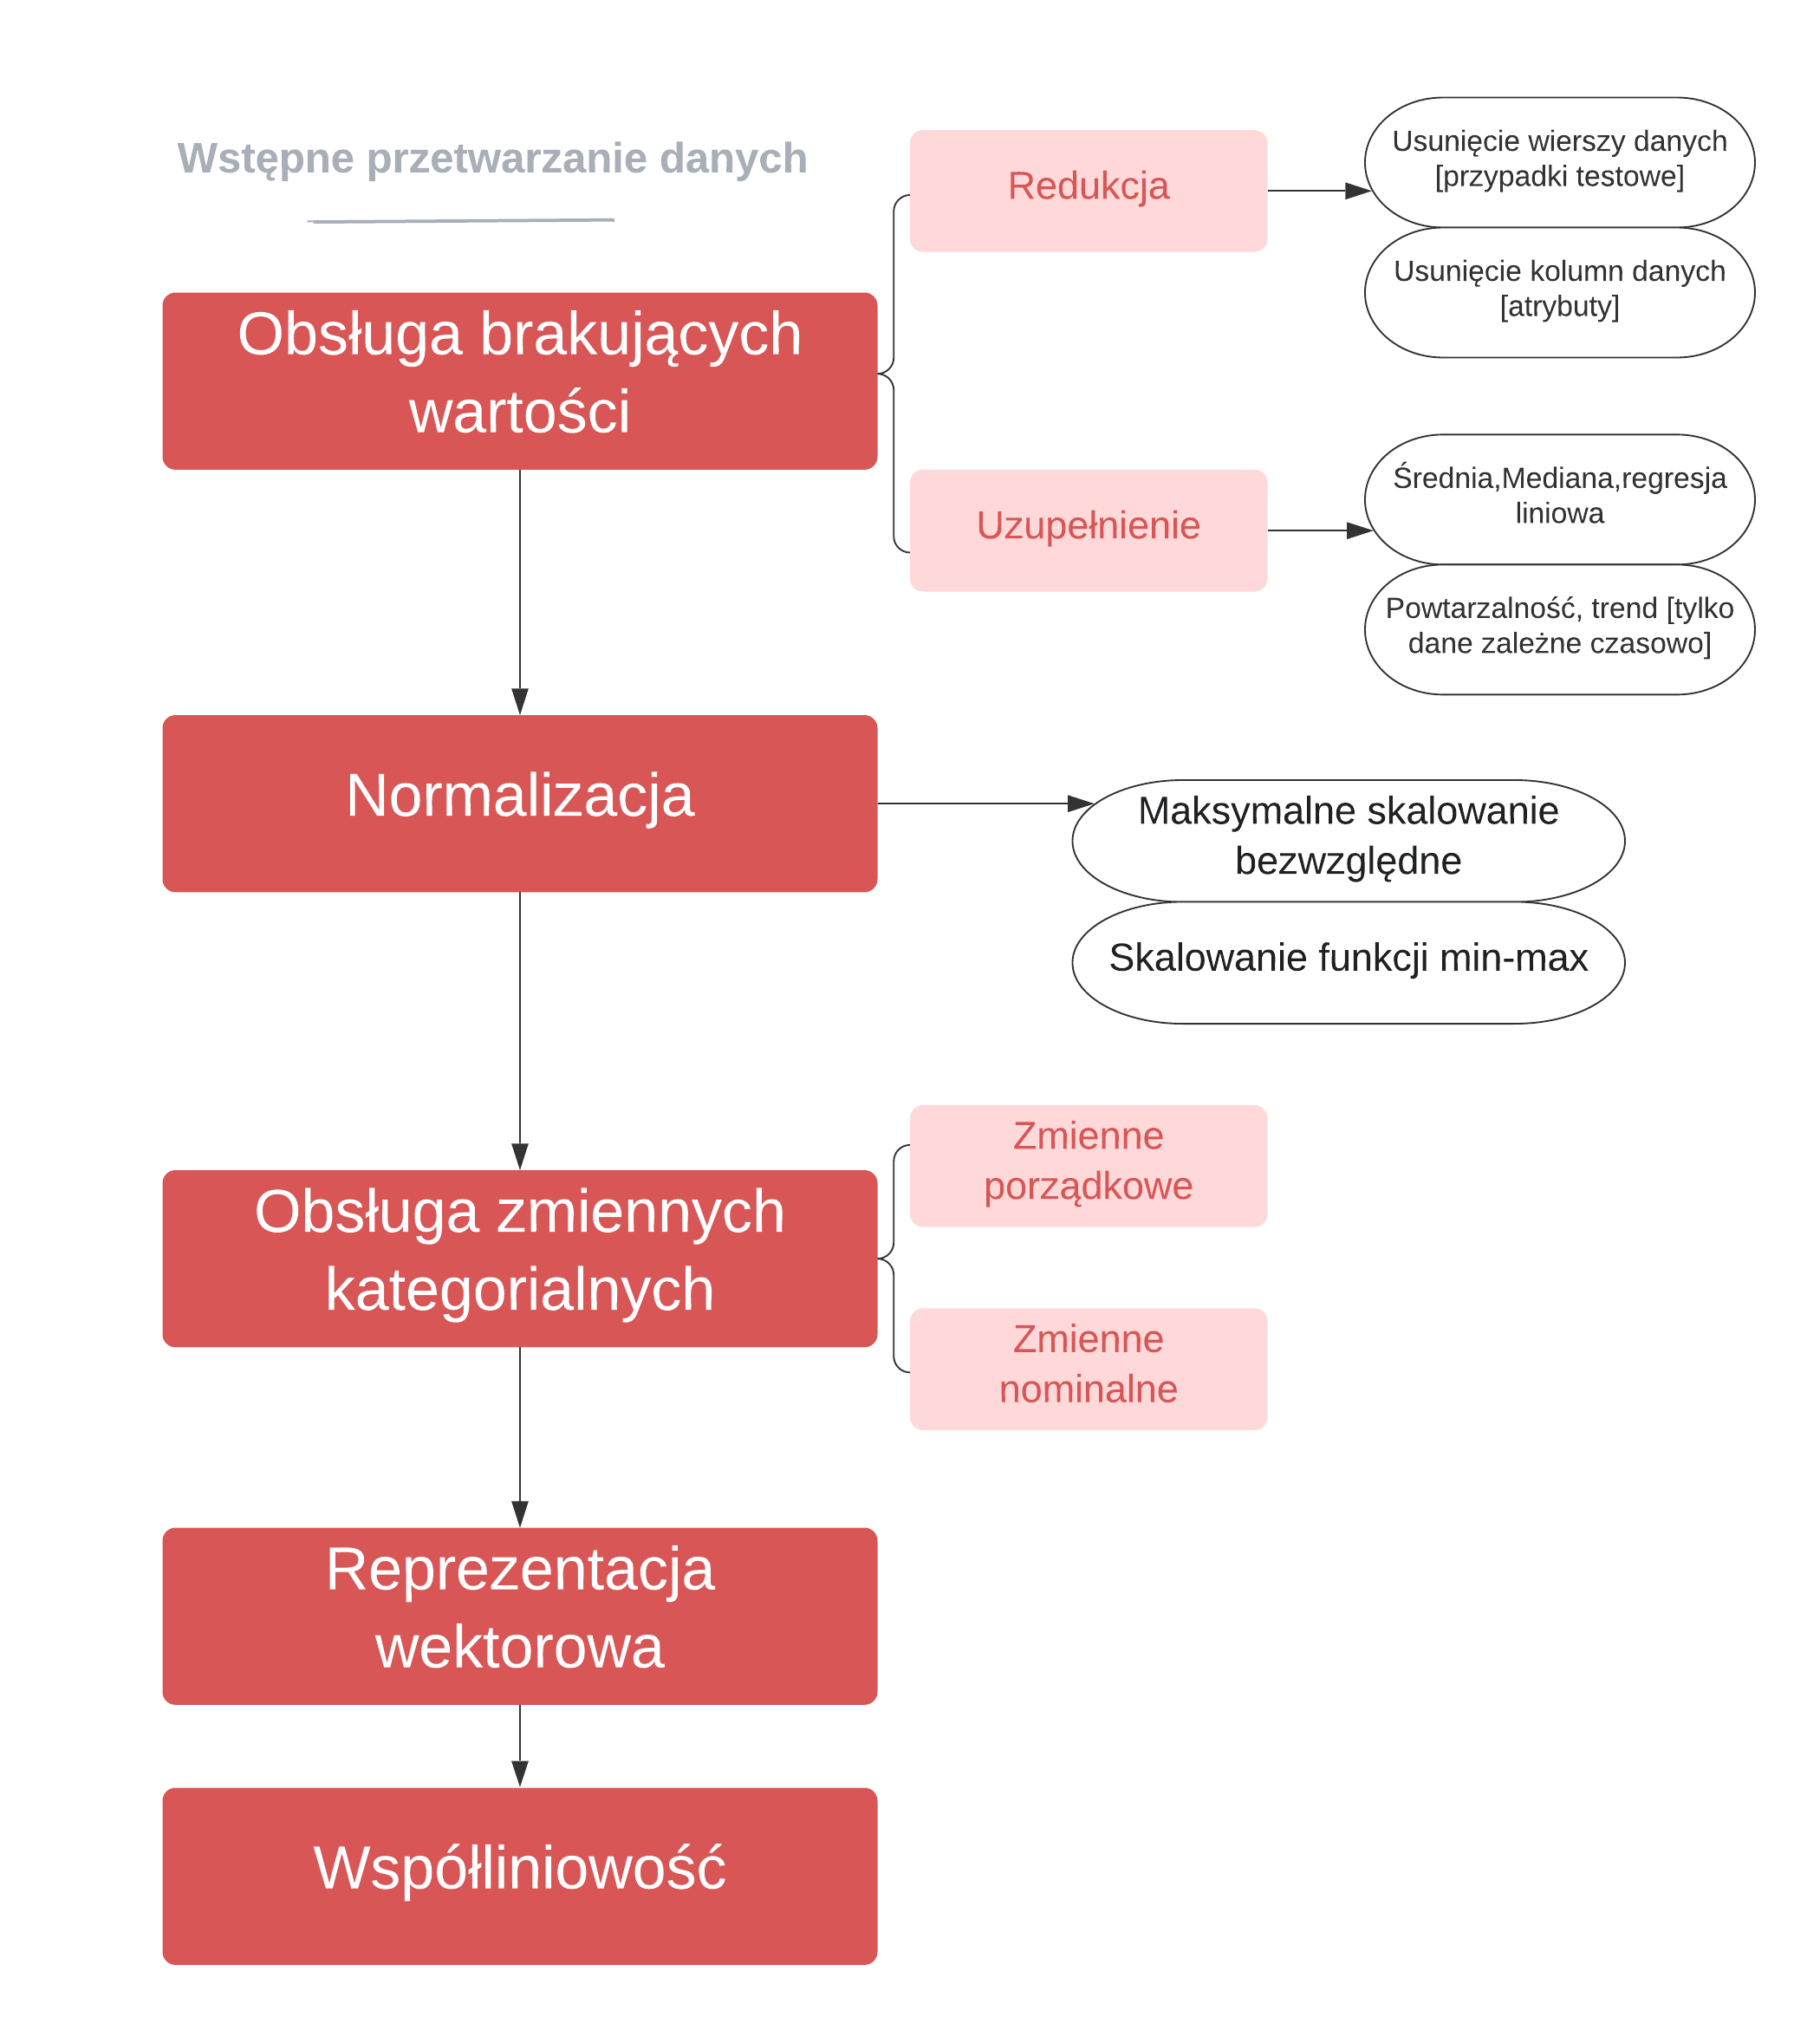 Wstępne przetwarzanie danych
Redukcja
Usunięcie wierszy danych
[przypadki testowe]
Usunięcie kolumn danych
[atrybuty]
Obsługa brakujących
wartości
Uzupełnienie
Średnia,Mediana,regresja
liniowa
Powtarzalność, trend [tylko
dane zależne czasowo]
Normalizacja
Maksymalne skalowanie
bezwzględne
Skalowanie funkcji min-max
Obsługa zmiennych
kategorialnych
Zmienne
porządkowe
Zmienne
nominalne
Reprezentacja
wektorowa
Współliniowość